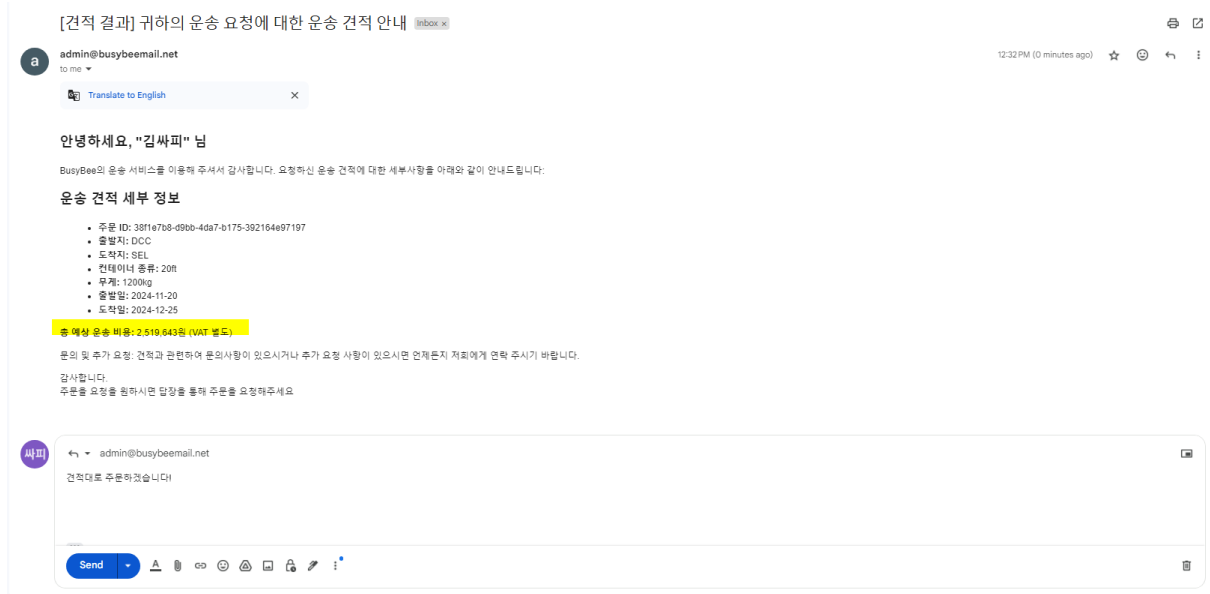 [견적 결과] 귀하의 운송 요청에 대한 운송 견적 안내 Inbox x
a
admin@busybeemail.net
12:32 PM (0 minutes ago)
to me
Translate to English
안녕하세요, "김싸피" 님
BusyBee의 운송 서비스를 이용해 주셔서 감사합니다. 요청하신 운송 견적에 대한 세부사항을 아래와 같이 안내드립니다:
운송 견적 세부 정보
• 주문 ID: 38f1e7b8-d9bb-4da7-b175-392164e97197
• 출발지: DCC
• 도착지: SEL
• 컨테이너 종류: 20ft
• 무게: 1200kg
• 출발일: 2024-11-20
• 도착일: 2024-12-25
총 예상 운송 비용: 2,519,643원 (VAT 별도)
문의 및 추가 요청: 견적과 관련하여 문의사항이 있으시거나 추가 요청 사항이 있으시면 언제든지 저희에게 연락 주시기 바랍니다.
감사합니다.
주문을 요청을 원하시면 답장을 통해 주문을 요청해주세요
싸피
admin@busybeemail.net
견적대로 주문하겠습니다!
Send